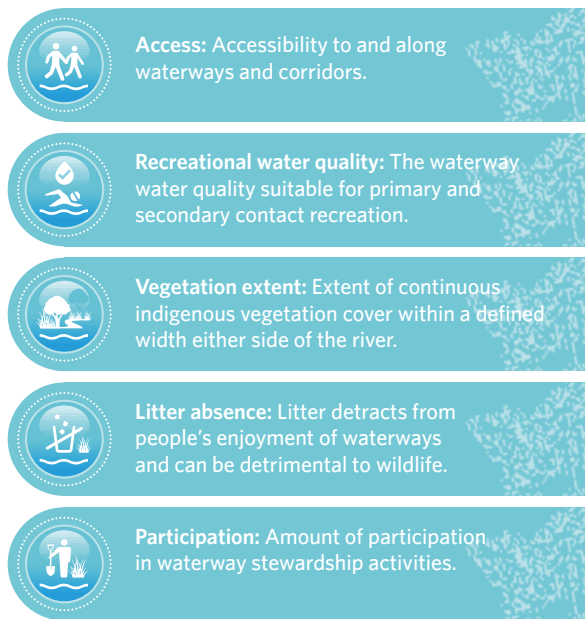 Access: Accessibility to and along
waterways and corridors.
Recreational water quality: The waterway
water quality suitable for primary and
secondary contact recreation.
Vegetation extent: Extent of continuous
indigenous vegetation cover within a defined
width either side of the river.
Litter absence: Litter detracts from
people’s enjoyment of waterways
and can be detrimental to wildlife.
Participation: Amount of participation
in waterway stewardship activities.